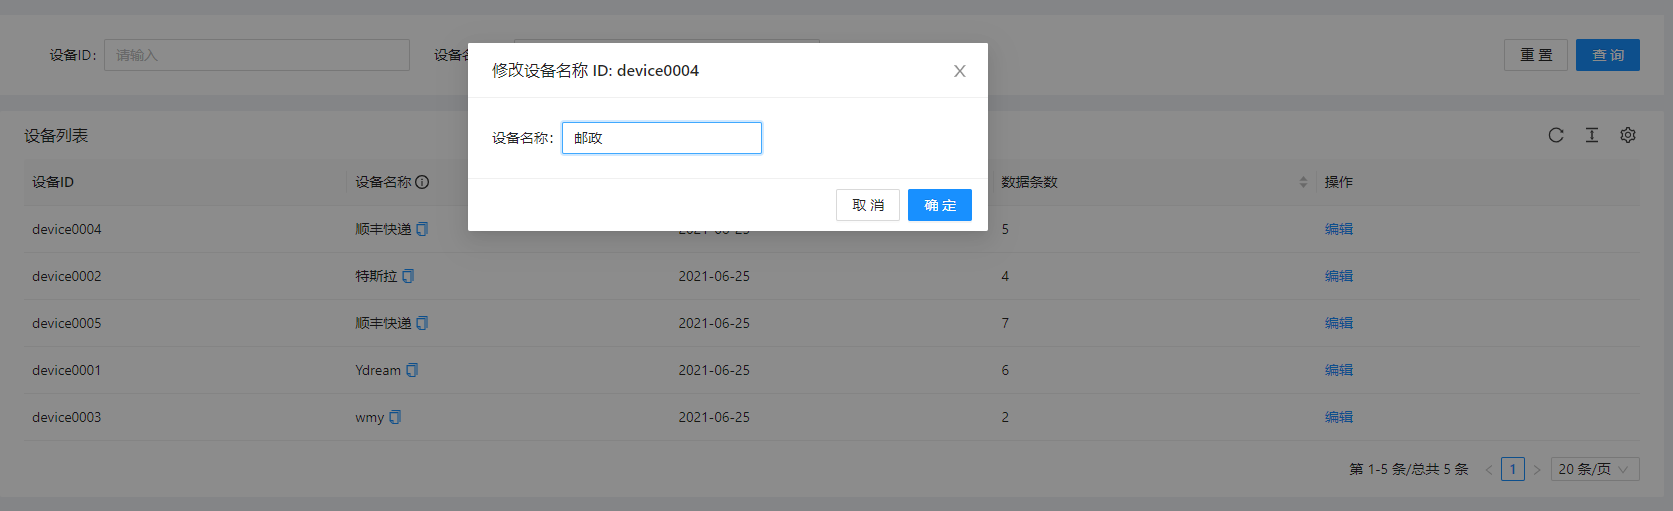 设备ID: 请输入 设备名 重 置 查 询
修改设备名称 ID: device0004
设备名称: 邮政
取 消 确 定
设备列表
设备ID 设备名称 数据条数 操作
device0004 顺丰快递 2021-06-25 5 编辑
device0002 特斯拉 2021-06-25 4 编辑
device0005 顺丰快递 2021-06-25 7 编辑
device0001 Ydream 2021-06-25 6 编辑
device0003 wmy 2021-06-25 2 编辑
第 1-5 条/总共 5 条 1 20 条/页